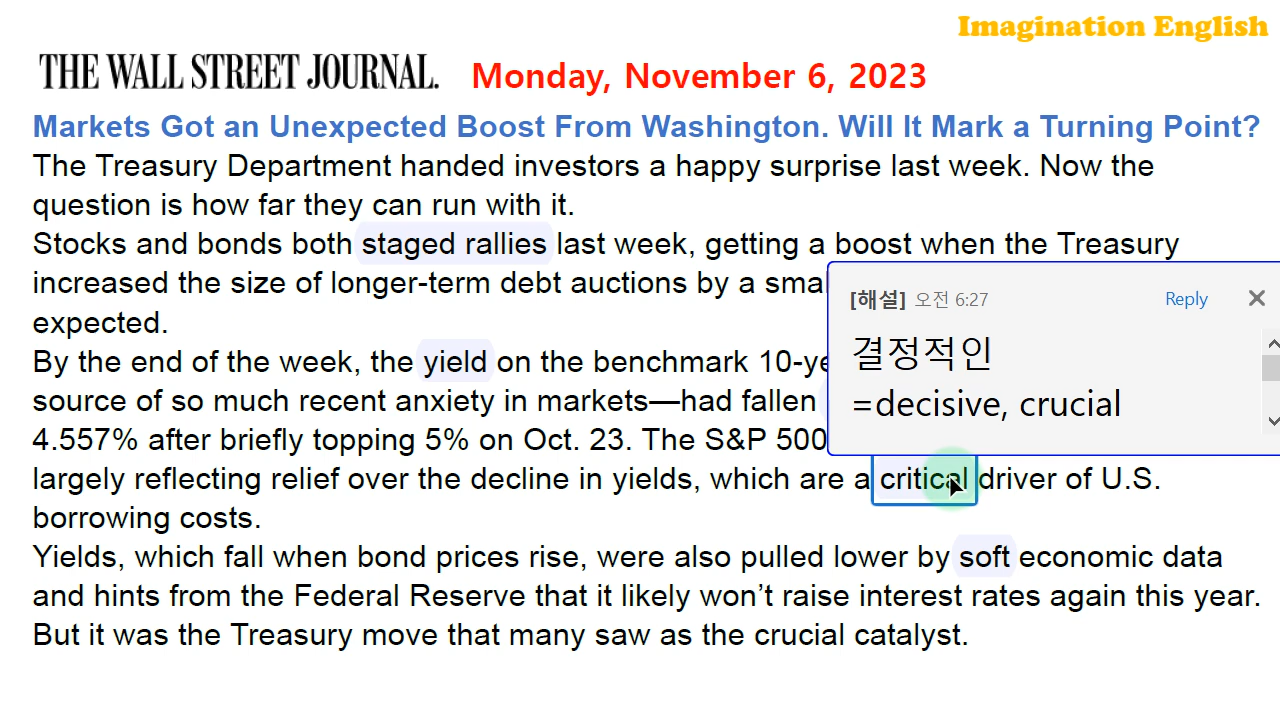 Imagination English
THE WALL STREET JOURNAL. Monday, November 6, 2023
Markets Got an Unexpected Boost From Washington. Will It Mark a Turning Point?
The Treasury Department handed investors a happy surprise last week. Now the
question is how far they can run with it.
Stocks and bonds both staged rallies last week, getting a boost when the Treasury
increased the size of longer-term debt auctions by a
expected.
[해설] 오전 6:27 Reply
결정적인
=decisive, crucial
By the end of the week, the yield on the benchmark
source of so much recent anxiety in markets—had fallen
4.557% after briefly topping 5% on Oct. 23. The S&P 500
largely reflecting relief over the decline in yields, which are a critical driver of U.S.
borrowing costs.
Yields, which fall when bond prices rise, were also pulled lower by soft economic data
and hints from the Federal Reserve that it likely won’t raise interest rates again this year.
But it was the Treasury move that many saw as the crucial catalyst.